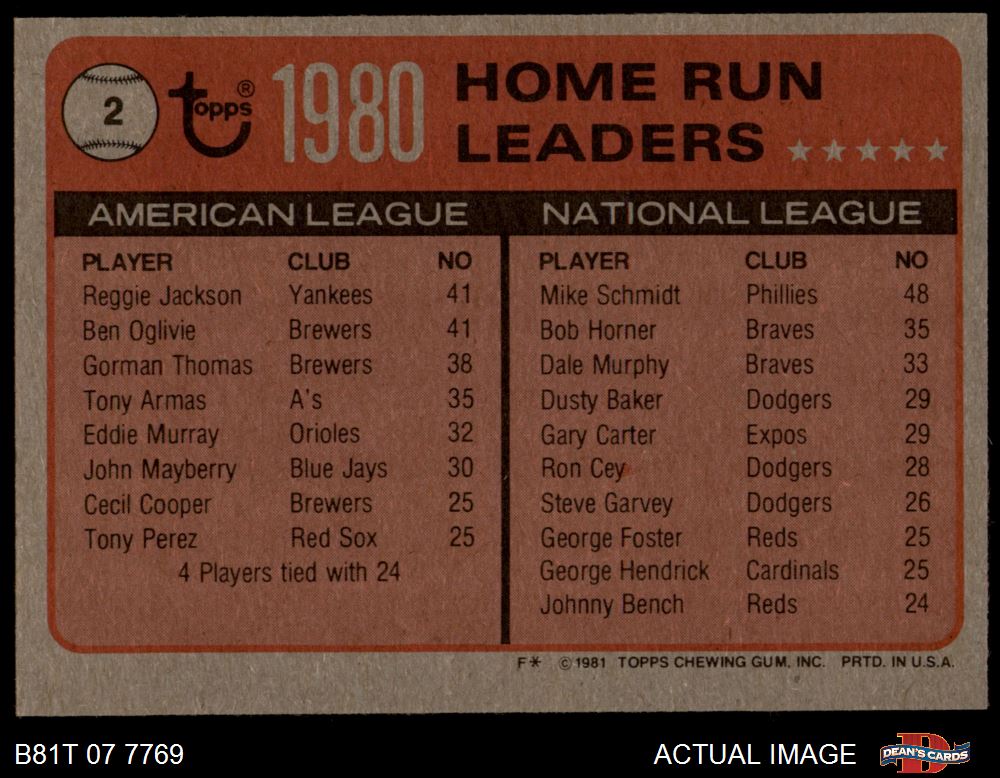 2
Topps®
1980
HOME RUN
LEADERS
AMERICAN LEAGUE
PLAYER CLUB NO
Reggie Jackson Yankees 41
Ben Oglivie Brewers 41
Gorman Thomas Brewers 38
Tony Armas A's 35
Eddie Murray Orioles 32
John Mayberry Blue Jays 30
Cecil Cooper Brewers 25
Tony Perez Red Sox 25
4 Players tied with 24
NATIONAL LEAGUE
PLAYER CLUB NO
Mike Schmidt Phillies 48
Bob Horner Braves 35
Dale Murphy Braves 33
Dusty Baker Dodgers 29
Gary Carter Expos 29
Ron Cey Dodgers 28
Steve Garvey Dodgers 26
George Foster Reds 25
George Hendrick Cardinals 25
Johnny Bench Reds 24
F* ©1981 TOPPS CHEWING GUM, INC. PRTD. IN U.S.A.
B81T 07 7769
ACTUAL IMAGE
D
DEAN'S CARDS